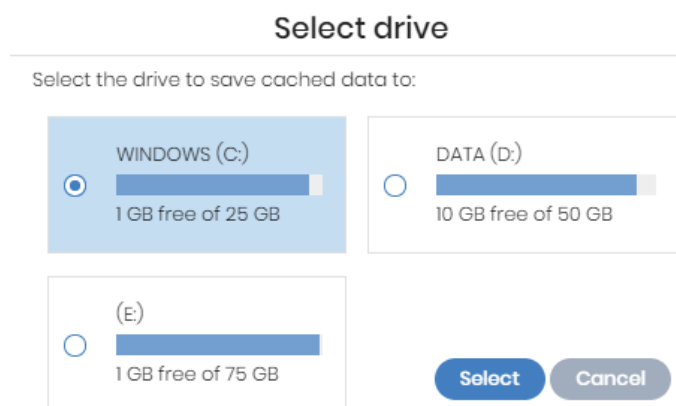 Select drive
Select the drive to save cached data to:
WINDOWS (C:)
1 GB free of 25 GB
DATA (D:)
10 GB free of 50 GB
(E:)
1 GB free of 75 GB
Select
Cancel